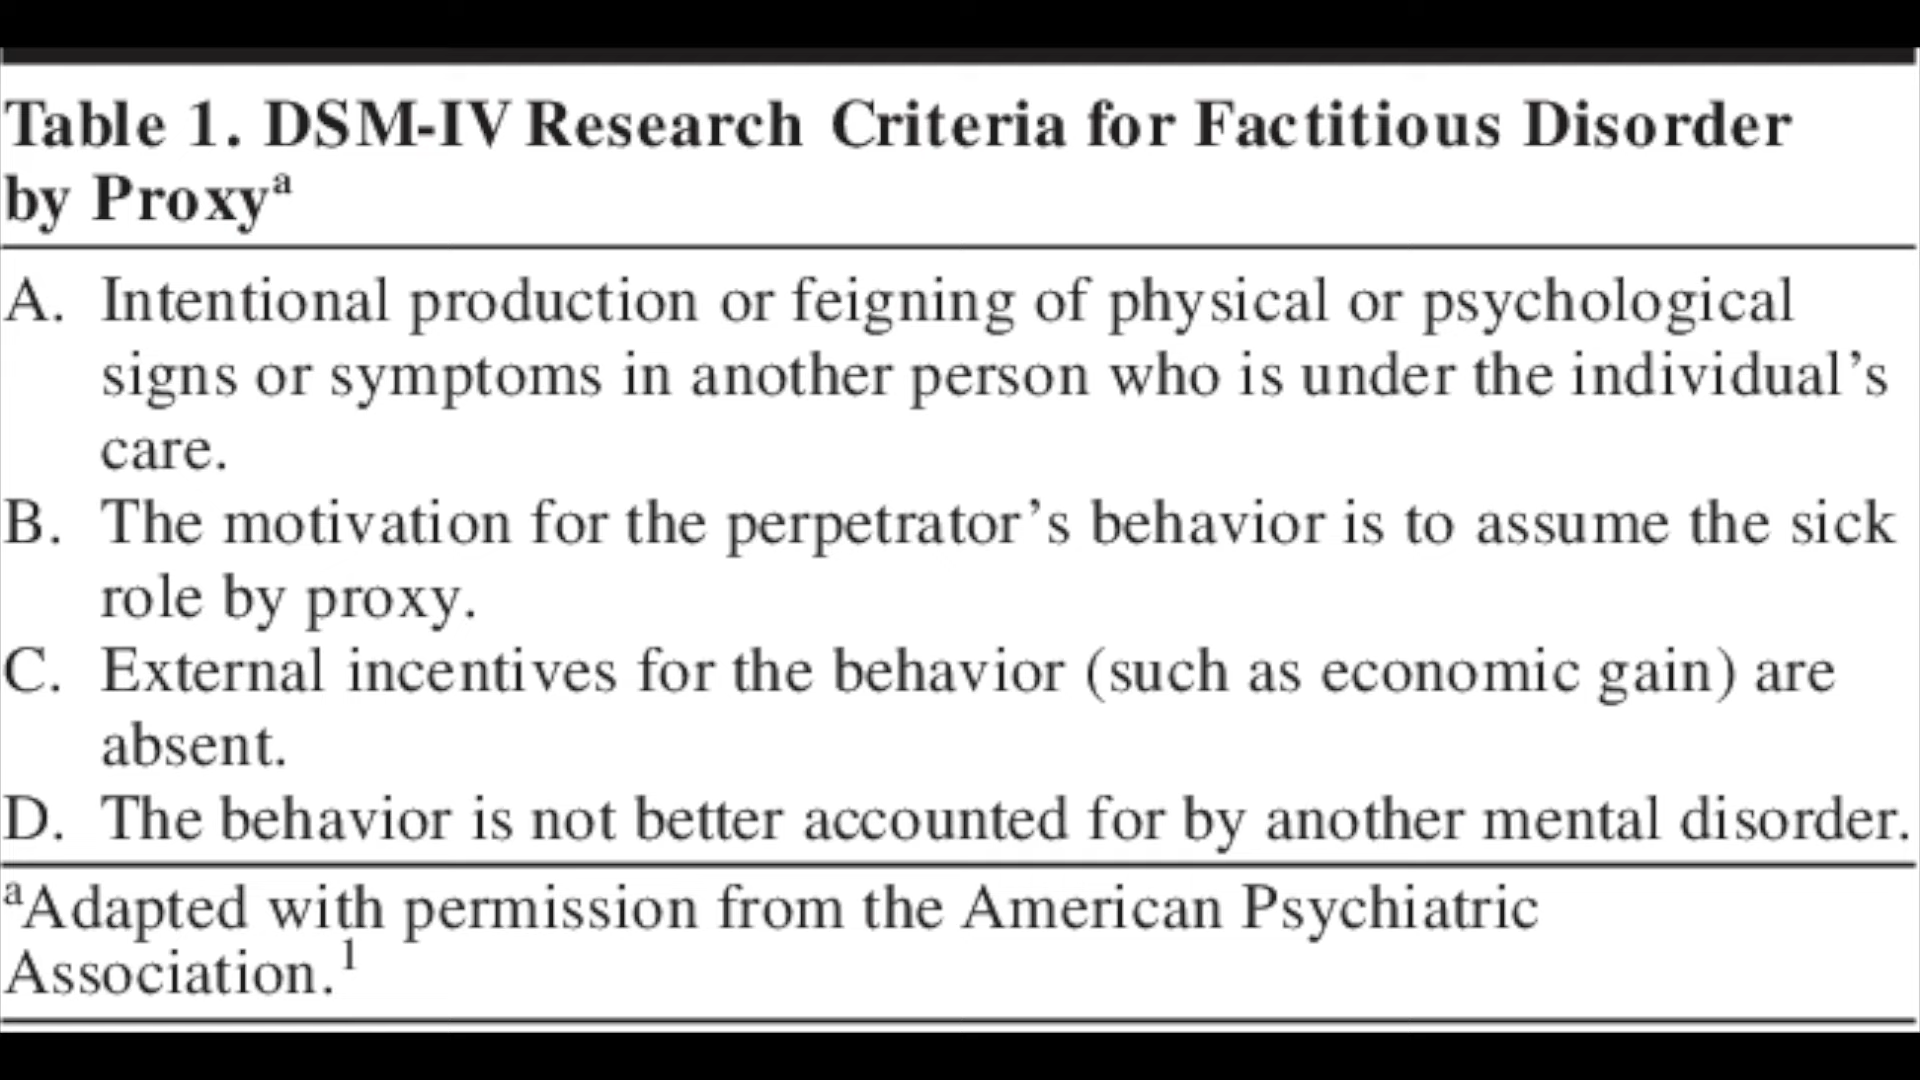 Table 1. DSM-IV Research Criteria for Factitious Disorder
by Proxyᵃ
A. Intentional production or feigning of physical or psychological
signs or symptoms in another person who is under the individual’s
care.
B. The motivation for the perpetrator’s behavior is to assume the sick
role by proxy.
C. External incentives for the behavior (such as economic gain) are
absent.
D. The behavior is not better accounted for by another mental disorder.
ᵃAdapted with permission from the American Psychiatric
Association.¹